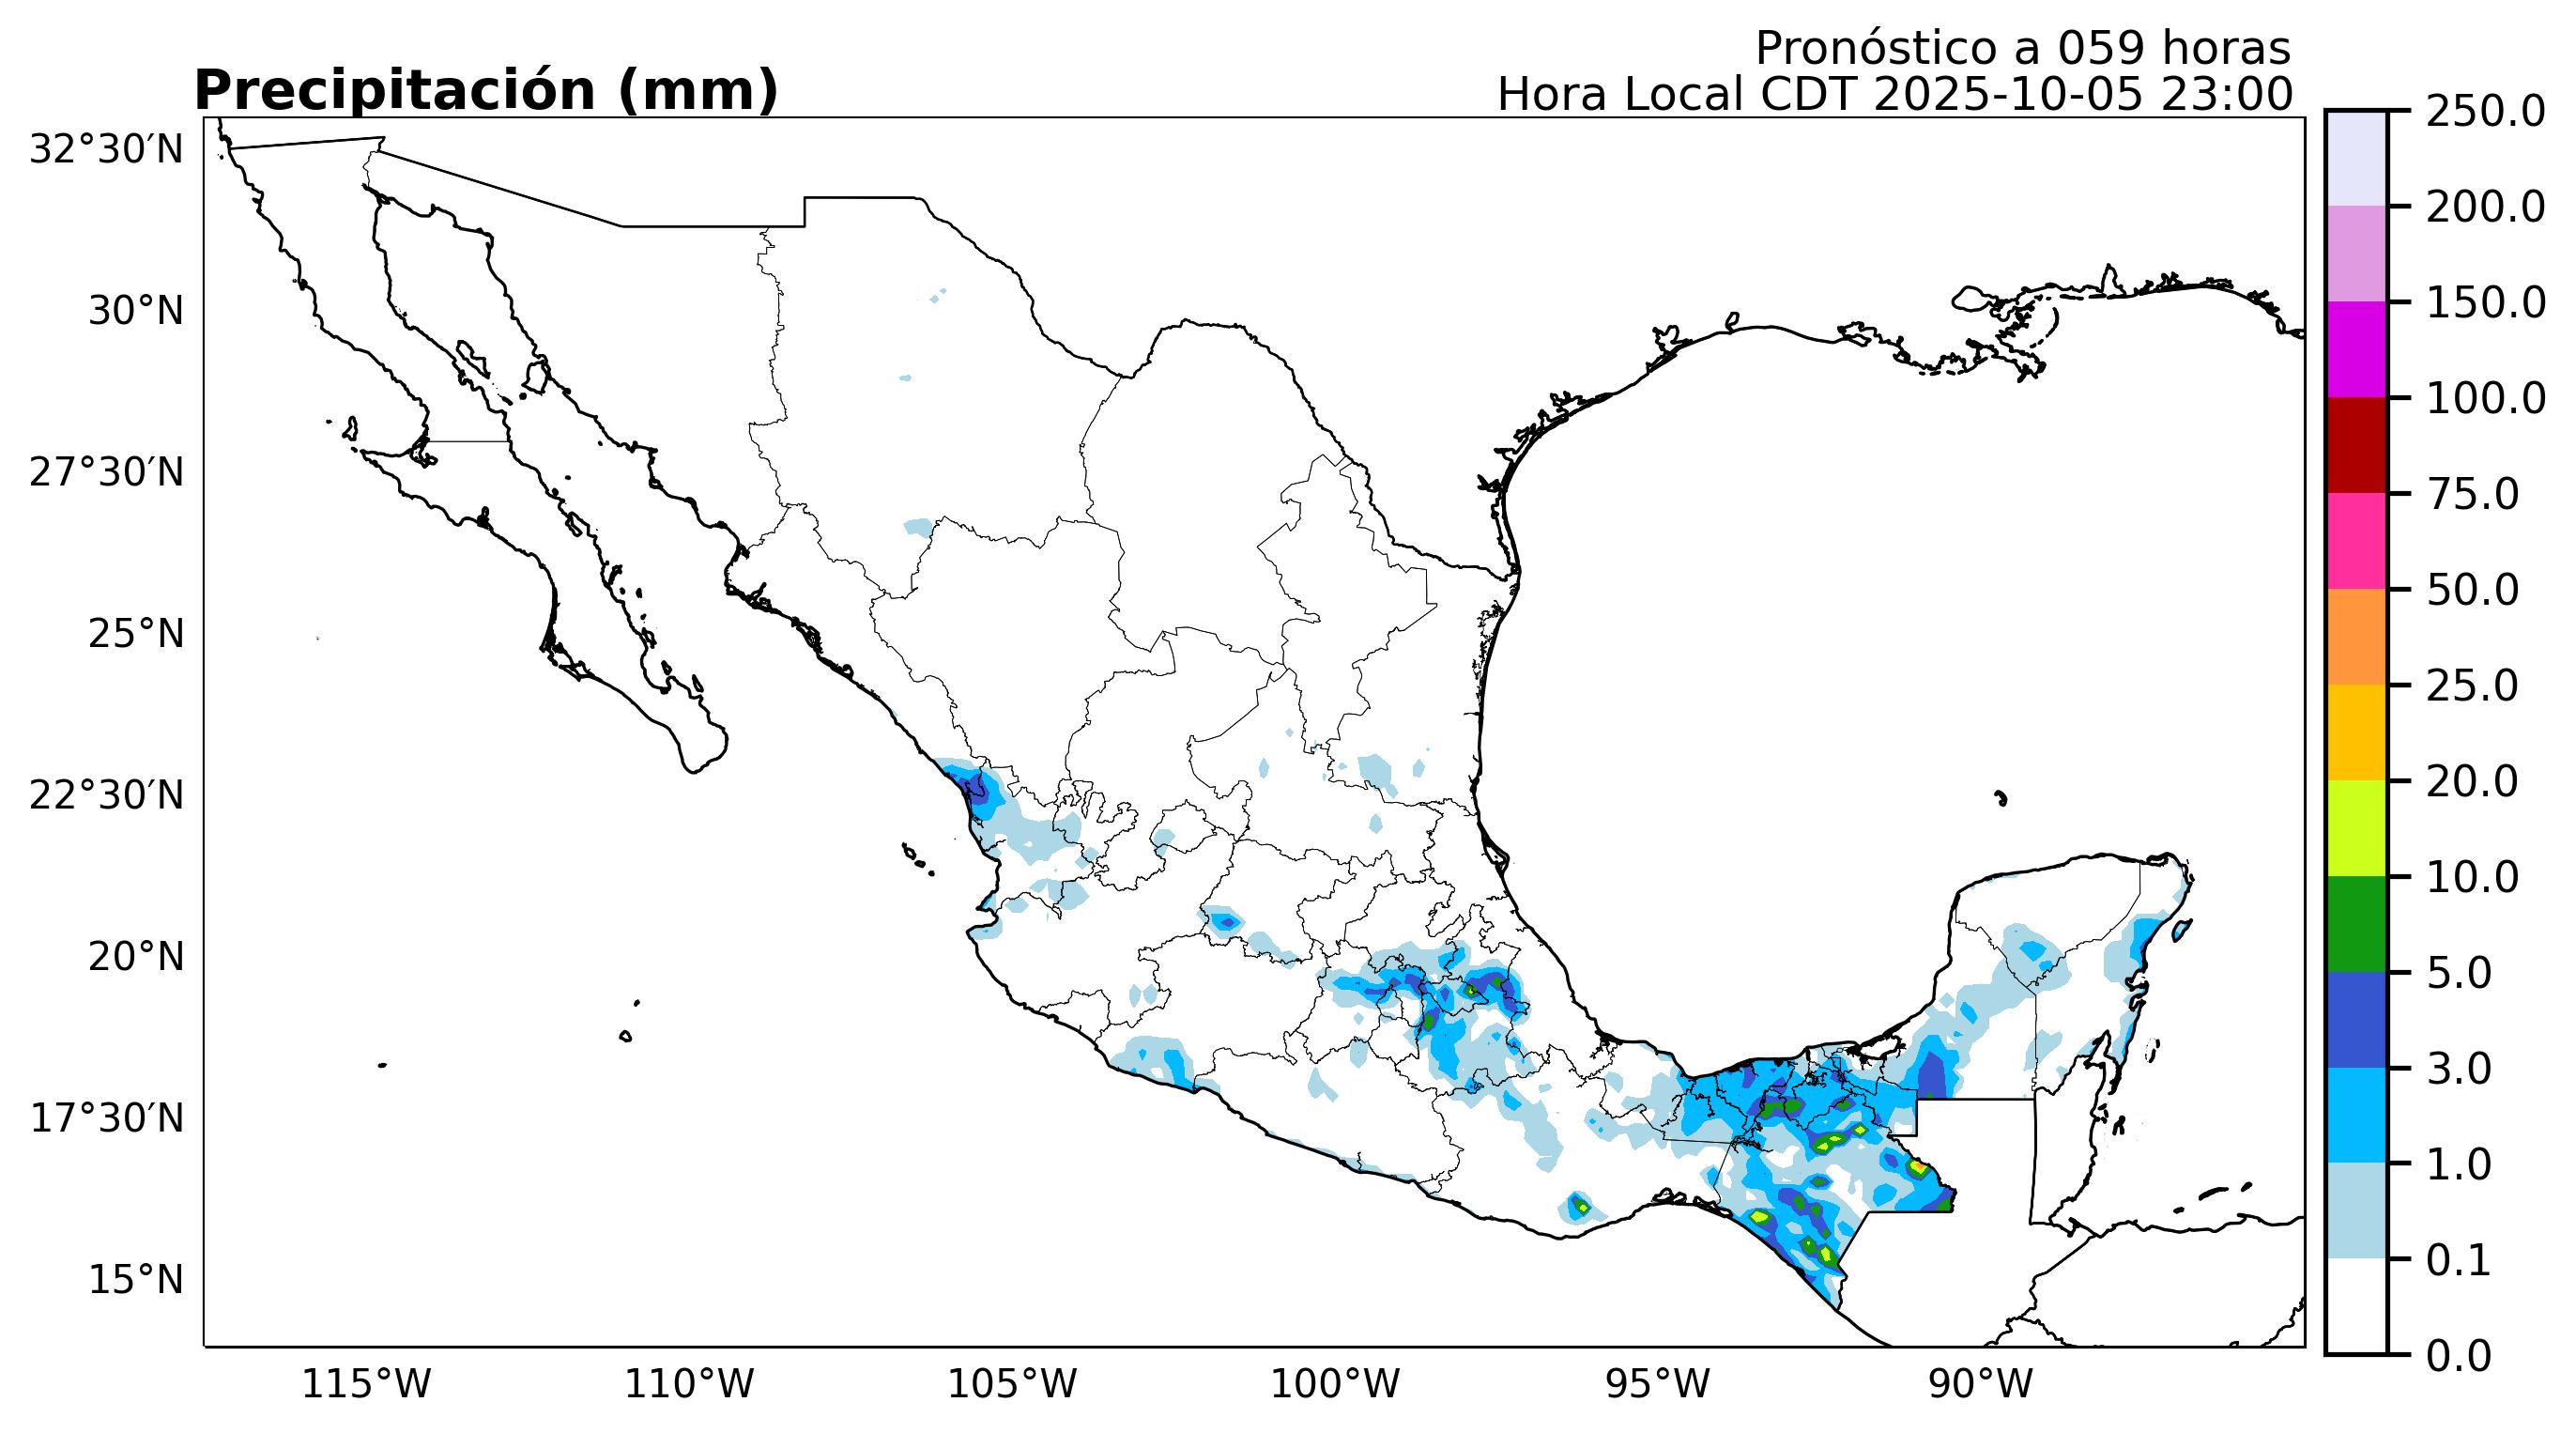 Pronóstico a 059 horas
Precipitación (mm)
Hora Local CDT 2025-10-05 23:00
32°30′N
30°N
27°30′N
25°N
22°30′N
20°N
17°30′N
15°N
115°W
110°W
105°W
100°W
95°W
90°W
250.0
200.0
150.0
100.0
75.0
50.0
25.0
20.0
10.0
5.0
3.0
1.0
0.1
0.0